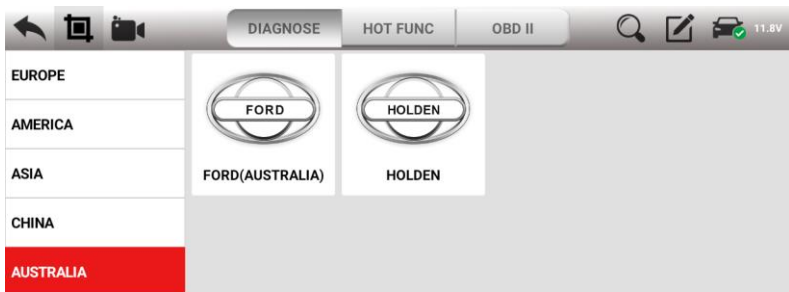 DIAGNOSE HOT FUNC OBD II 11.8V
EUROPE
AMERICA
ASIA
CHINA
AUSTRALIA
FORD HOLDEN
FORD(AUSTRALIA) HOLDEN